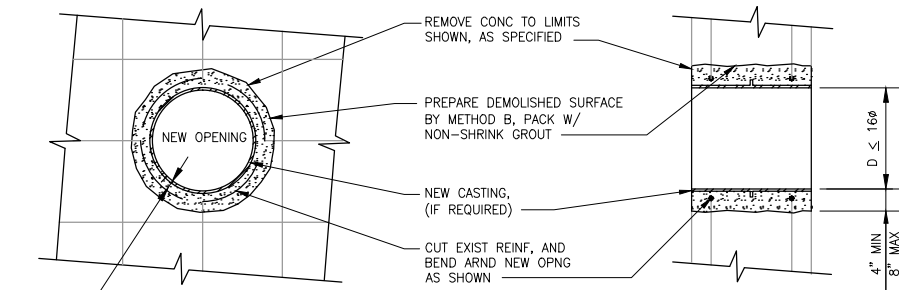 REMOVE CONC TO LIMITS
SHOWN, AS SPECIFIED
PREPARE DEMOLISHED SURFACE
BY METHOD B, PACK W/
NON-SHRINK GROUT
NEW OPENING
NEW CASTING,
(IF REQUIRED)
CUT EXIST REINF, AND
BEND ARND NEW OPNG
AS SHOWN
D ≤ 16ø
4" MIN
8" MAX